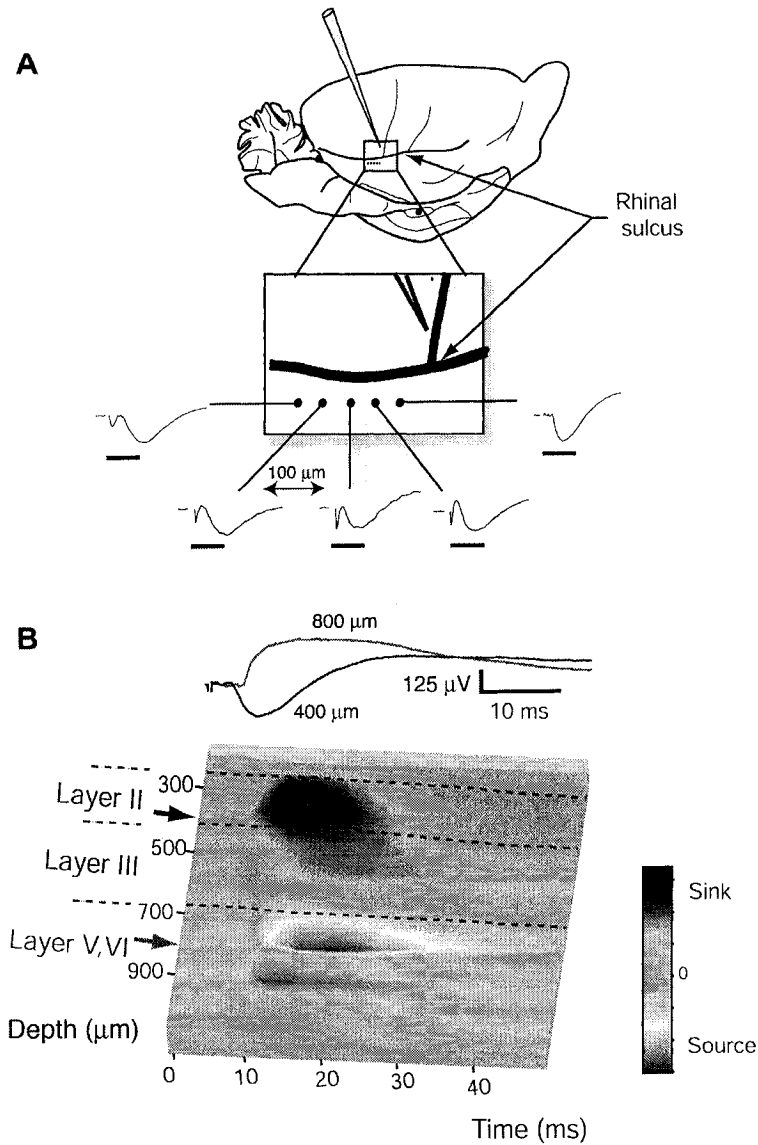 A
Rhinal
sulcus
100 μm
B
800 μm
125 μV
400 μm
10 ms
300
Layer II
500
Layer III
700
Layer V, VI
900
Depth (μm)
0
10
20
30
40
Time (ms)
Sink
0
Source